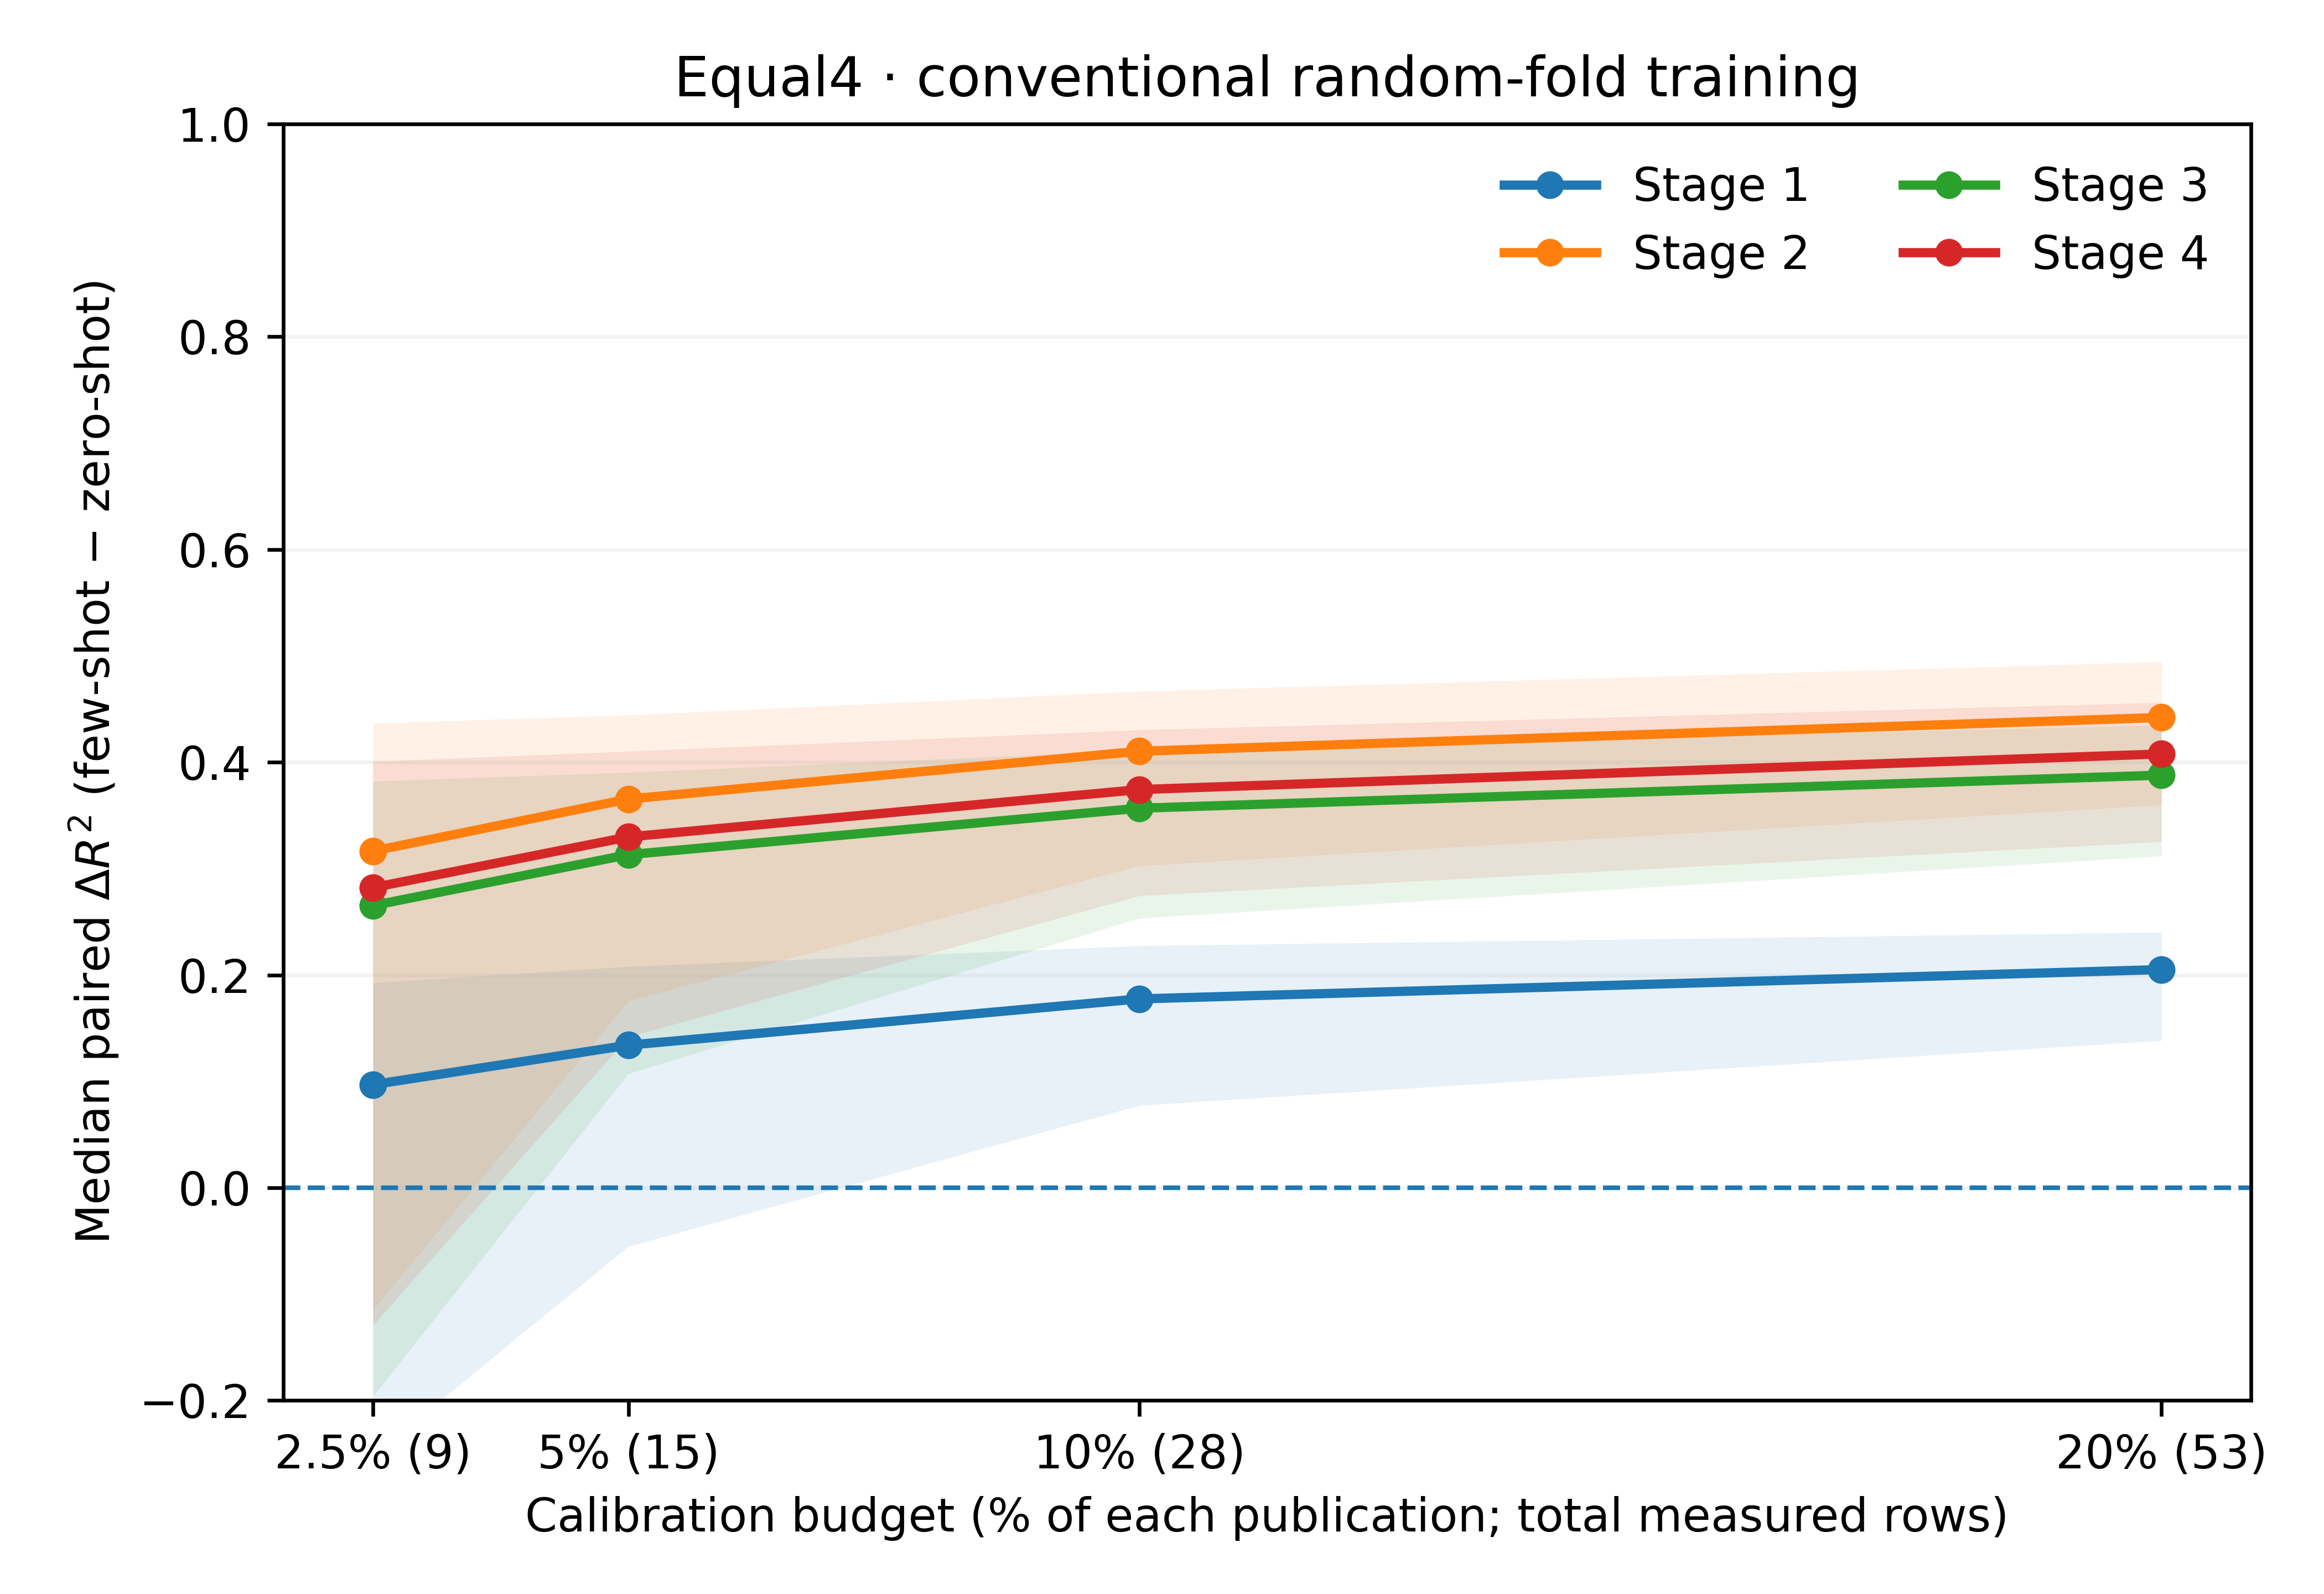 Equal4 · conventional random-fold training
Median paired ΔR² (few-shot − zero-shot)
1.0
0.8
0.6
0.4
0.2
0.0
−0.2
Stage 1
Stage 2
Stage 3
Stage 4
2.5% (9)
5% (15)
10% (28)
20% (53)
Calibration budget (% of each publication; total measured rows)